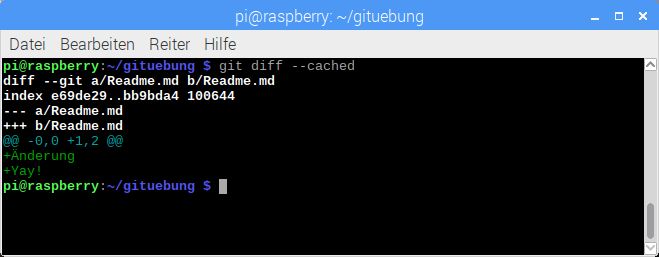 pi@raspberry: ~/gituebung
Datei Bearbeiten Reiter Hilfe
pi@raspberry:~/gituebung $ git diff --cached
diff --git a/Readme.md b/Readme.md
index e69de29..bb9bda4 100644
--- a/Readme.md
+++ b/Readme.md
@@ -0,0 +1,2 @@
+Änderung
+Yay!
pi@raspberry:~/gituebung $